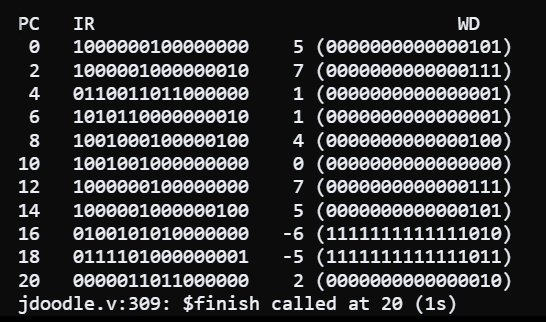 PC IR WD
0 1000000100000000 5 (0000000000000101)
2 1000001000000010 7 (0000000000000111)
4 0110011011000000 1 (0000000000000001)
6 1010110000000010 1 (0000000000000001)
8 1001000100000100 4 (0000000000000100)
10 1001001000000000 0 (0000000000000000)
12 1000000100000000 7 (0000000000000111)
14 1000001000000100 5 (0000000000000101)
16 0100101010000000 -6 (1111111111111010)
18 0111101000000001 -5 (1111111111111011)
20 0000011011000000 2 (0000000000000010)
jdoodle.v:309: $finish called at 20 (1s)